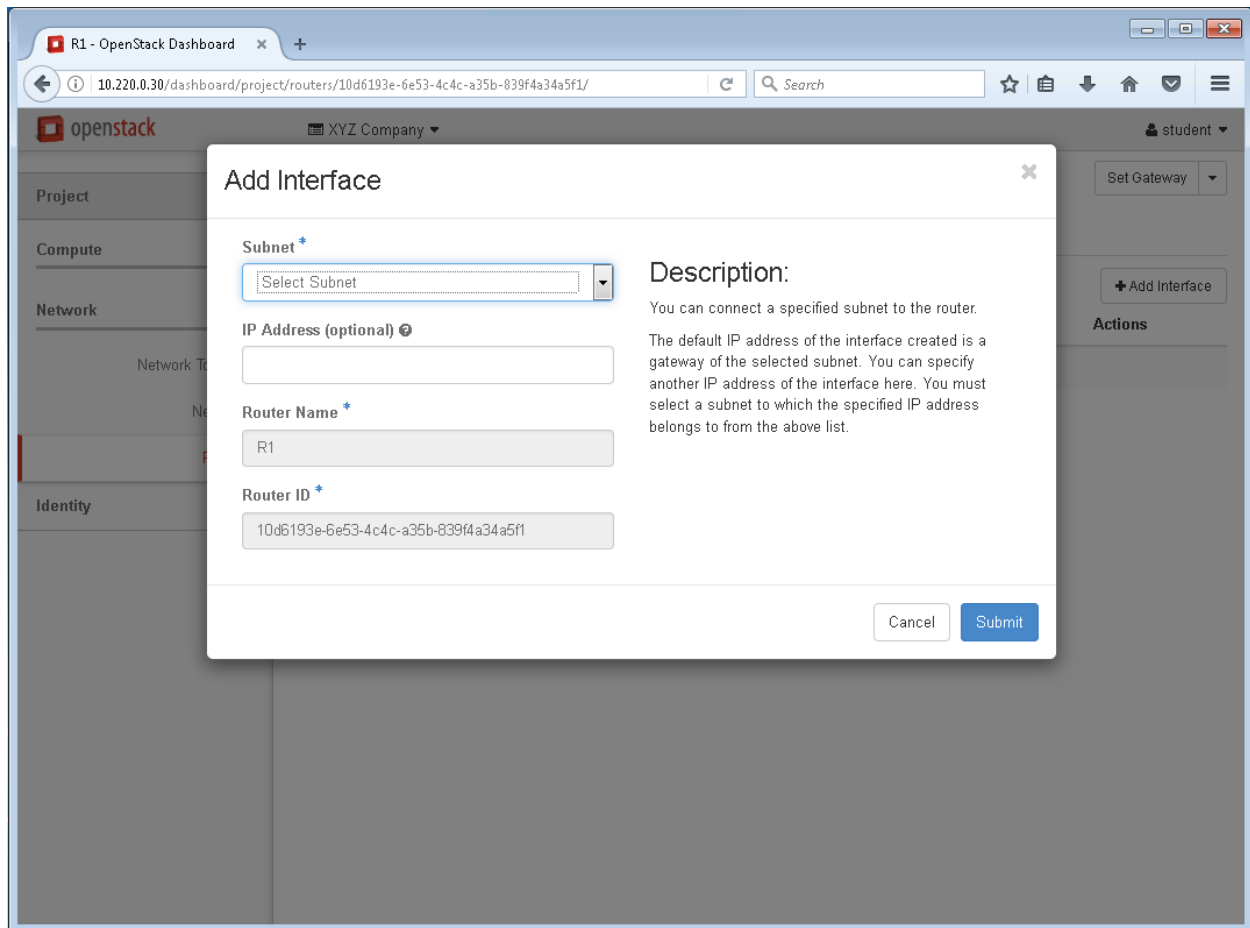 R1 - OpenStack Dashboard
10.220.0.30/dashboard/project/routers/10d6193e-6e53-4c4c-a35b-839f4a34a5f1/
Search
openstack
XYZ Company
student
Add Interface
Set Gateway
Project
Compute
Subnet *
Select Subnet
Description:
+ Add Interface
Network
You can connect a specified subnet to the router.
IP Address (optional)
Actions
The default IP address of the interface created is a
gateway of the selected subnet. You can specify
another IP address of the interface here. You must
select a subnet to which the specified IP address
belongs to from the above list.
Network To
Ne
Router Name *
R1
Router ID *
Identity
10d6193e-6e53-4c4c-a35b-839f4a34a5f1
Cancel
Submit